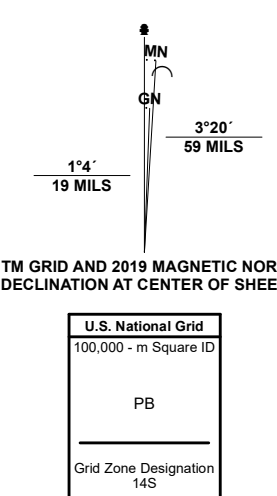 MN
GN
3°20´
59 MILS
1°4´
19 MILS
TM GRID AND 2019 MAGNETIC NOR
DECLINATION AT CENTER OF SHEE
U.S. National Grid
100,000 - m Square ID
PB
Grid Zone Designation
14S